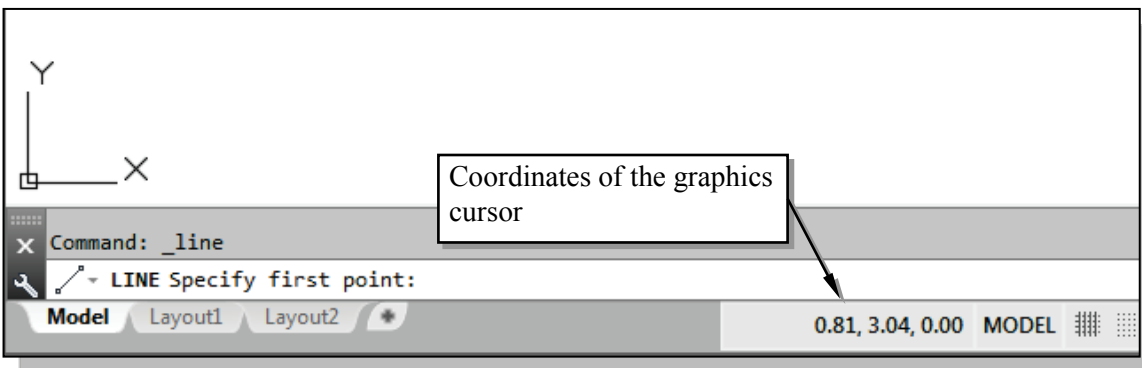 Y
X
Coordinates of the graphics
cursor
Command: _line
LINE Specify first point:
Model Layout1 Layout2
0.81, 3.04, 0.00 MODEL